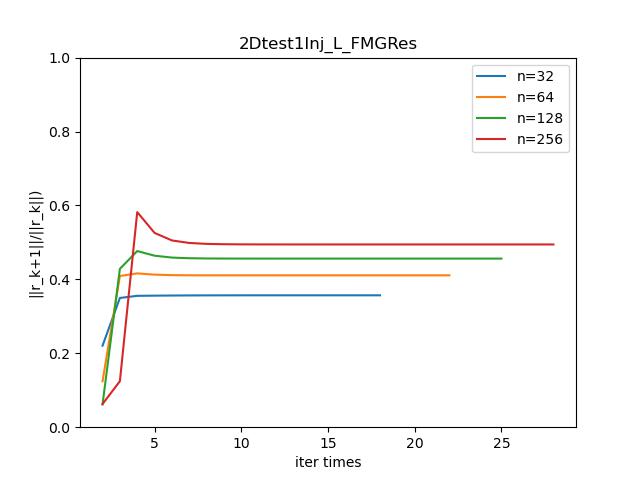 2Dtest1Inj_L_FMGRes
1.0
0.8
0.6
0.4
0.2
0.0
||r_k+1||/||r_k||)
n=32
n=64
n=128
n=256
5 10 15 20 25
iter times